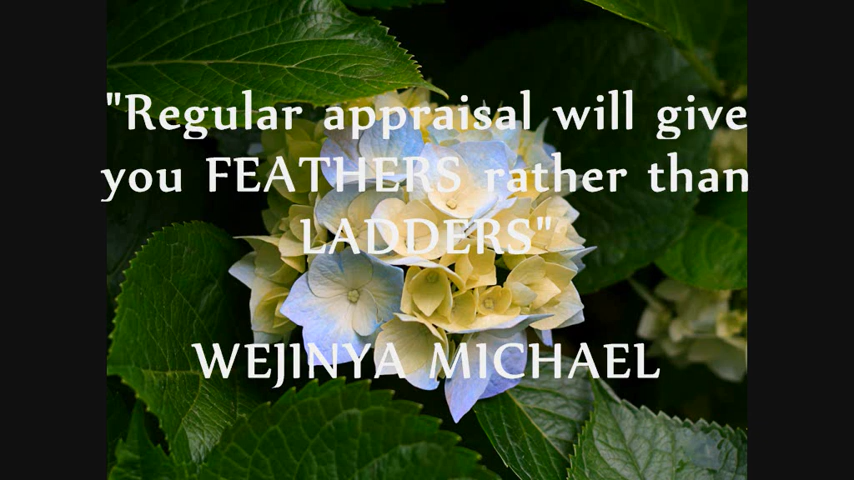 "Regular appraisal will give
you FEATHERS rather than
LADDERS"
WEJINYA MICHAEL